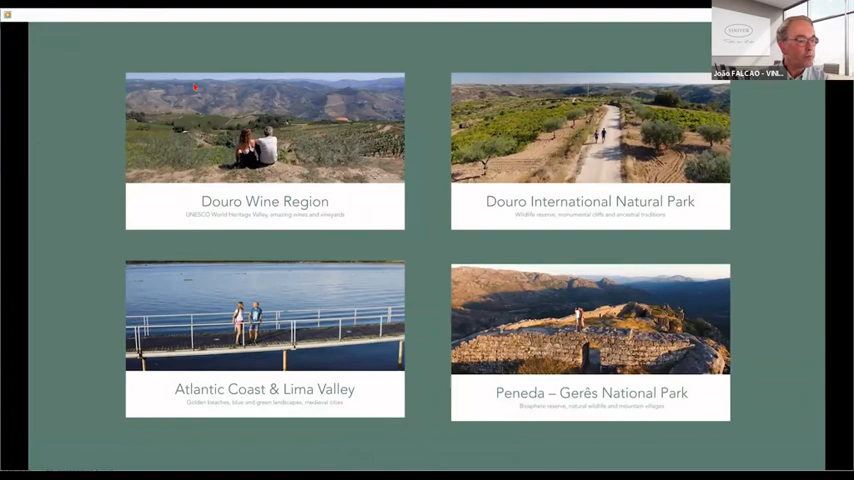 João FALCAO - VINI...
Douro Wine Region
UNESCO World Heritage Valley, amazing wines and vineyards
Douro International Natural Park
Wildlife reserve, monumental cliffs and ancestral traditions
Atlantic Coast & Lima Valley
Golden beaches, blue and green landscapes, medieval cities
Peneda – Gerês National Park
Biosphere reserve, natural wildlife and mountain villages